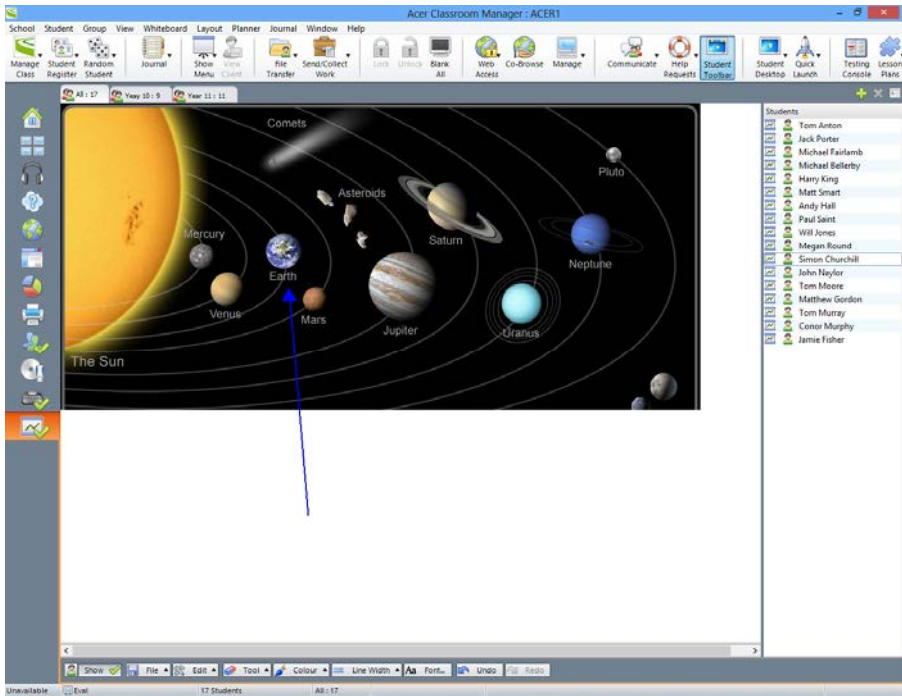 Acer Classroom Manager : ACER1
School Student Group View Whiteboard Layout Planner Journal Window Help
Manage Class
Student Register
Random Student
Journal
Show Menu
View Client
File Transfer
Send/Collect Work
Lock
Unlock
Blank All
Web Access
Co-Browse
Manage
Communicate
Help Requests
Student Toolbar
Student Desktop
Quick Launch
Testing Console
Lesson Plans
All : 17
Yeay 10 : 9
Year 11 : 11
Comets
Pluto
Asteroids
Mercury
Saturn
Earth
Neptune
Venus
Mars
Jupiter
Uranus
The Sun
Students
Tom Anton
Jack Porter
Michael Fairlamb
Michael Bellerby
Harry King
Matt Smart
Andy Hall
Paul Saint
Will Jones
Megan Round
Simon Churchill
John Naylor
Tom Moore
Matthew Gordon
Tom Murray
Conor Murphy
Jamie Fisher
Show File Edit Tool Colour Line Width Aa Font... Undo Redo
Unavailable Eval 17 Students All : 17